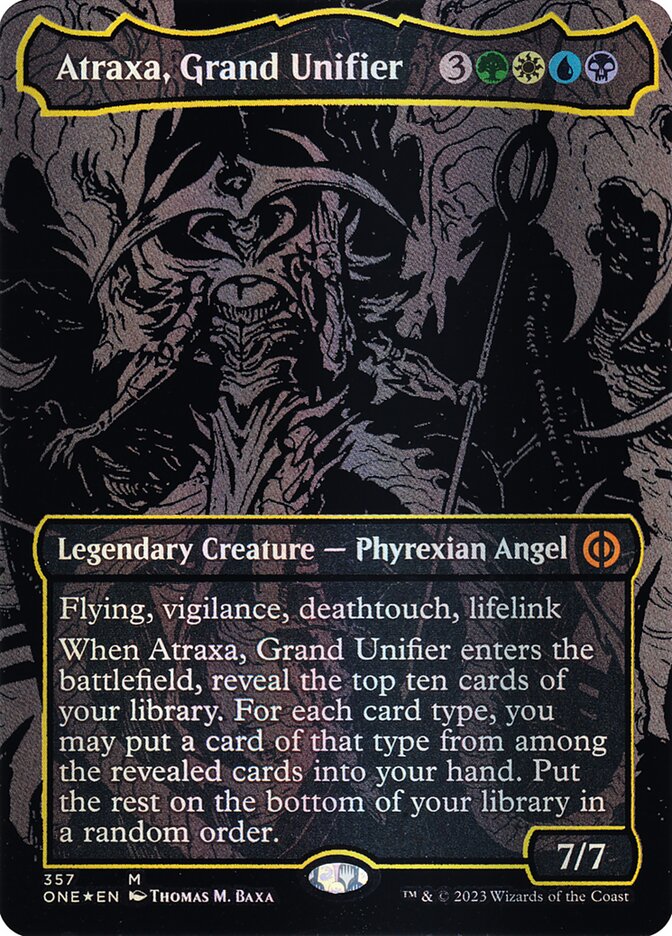 Atraxa, Grand Unifier 3
Legendary Creature — Phyrexian Angel
Flying, vigilance, deathtouch, lifelink
When Atraxa, Grand Unifier enters the
battlefield, reveal the top ten cards of
your library. For each card type, you
may put a card of that type from among
the revealed cards into your hand. Put
the rest on the bottom of your library in
a random order.
7/7
357 M
ONE★EN Thomas M. Baxa
™ & © 2023 Wizards of the Coast